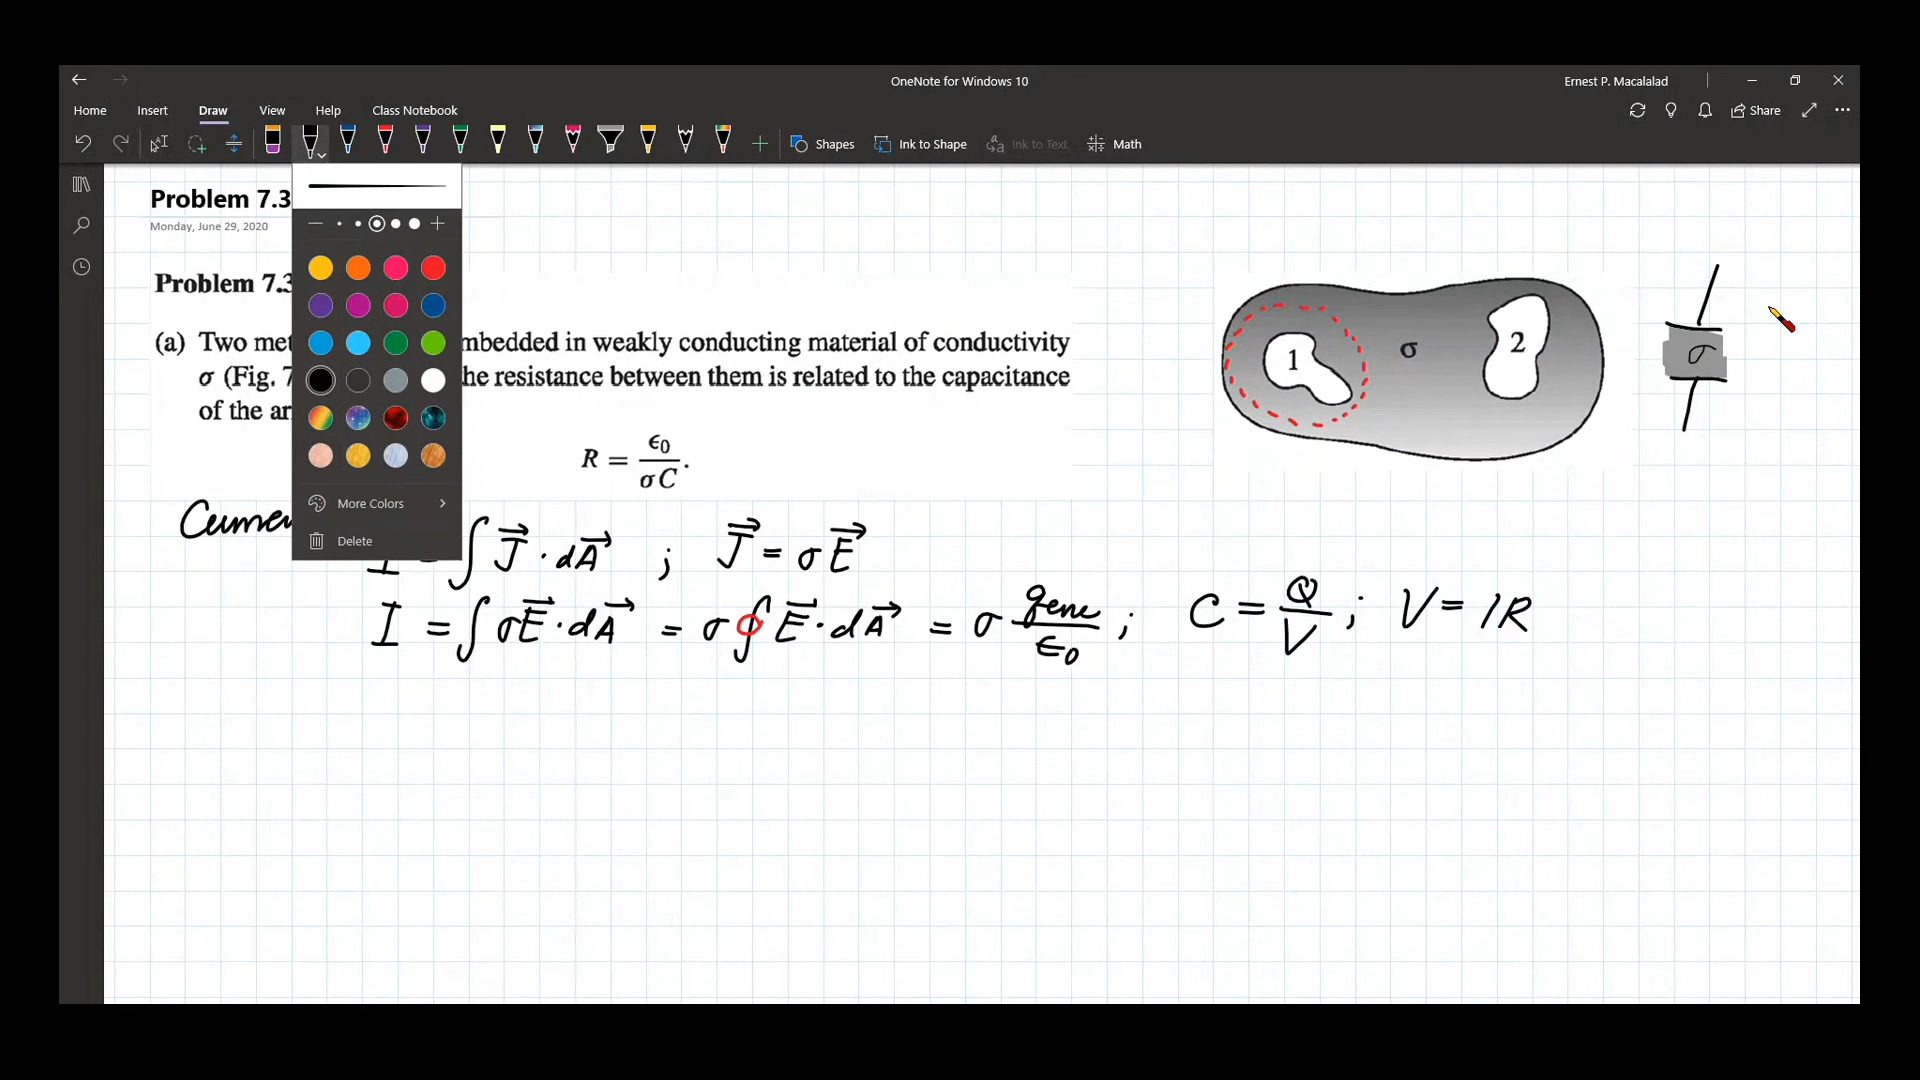 OneNote for Windows 10
Ernest P. Macalalad
Home Insert Draw View Help Class Notebook
Share
Shapes Ink to Shape Ink to Text Math
Problem 7.3
Monday, June 29, 2020
Problem 7.3
(a) Two met mbedded in weakly conducting material of conductivity
σ (Fig. 7 he resistance between them is related to the capacitance
of the ar
R = ϵ0 / σC.
1 σ 2
σ
More Colors
Delete
I = ∫ J⃗ · dA⃗ ; J⃗ = σE⃗
I = ∫ σE⃗ · dA⃗ = σ ∮ E⃗ · dA⃗ = σ qenc / ϵ0 ; C = Q / V ; V = IR